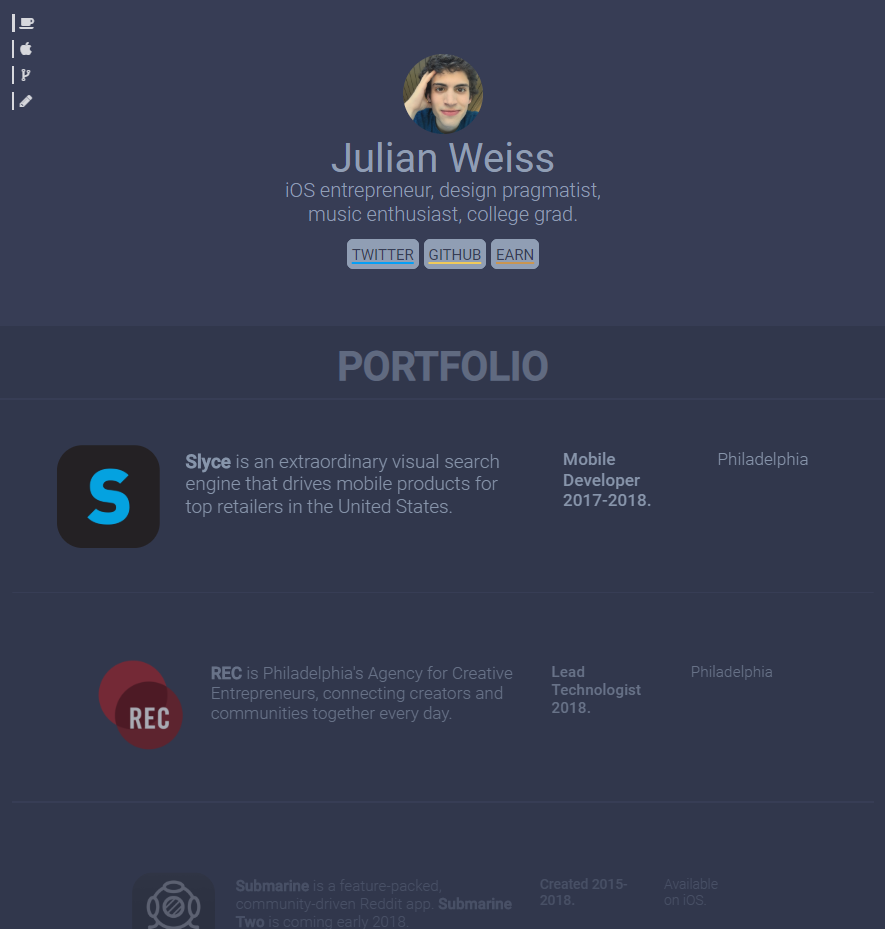 Julian Weiss
iOS entrepreneur, design pragmatist,
music enthusiast, college grad.
TWITTER GITHUB EARN
PORTFOLIO
S
Slyce is an extraordinary visual search
engine that drives mobile products for
top retailers in the United States.
Mobile
Developer
2017-2018.
Philadelphia
REC
REC is Philadelphia's Agency for Creative
Entrepreneurs, connecting creators and
communities together every day.
Lead
Technologist
2018.
Philadelphia
Submarine is a feature-packed,
community-driven Reddit app. Submarine
Two is coming early 2018.
Created 2015-
2018.
Available
on iOS.